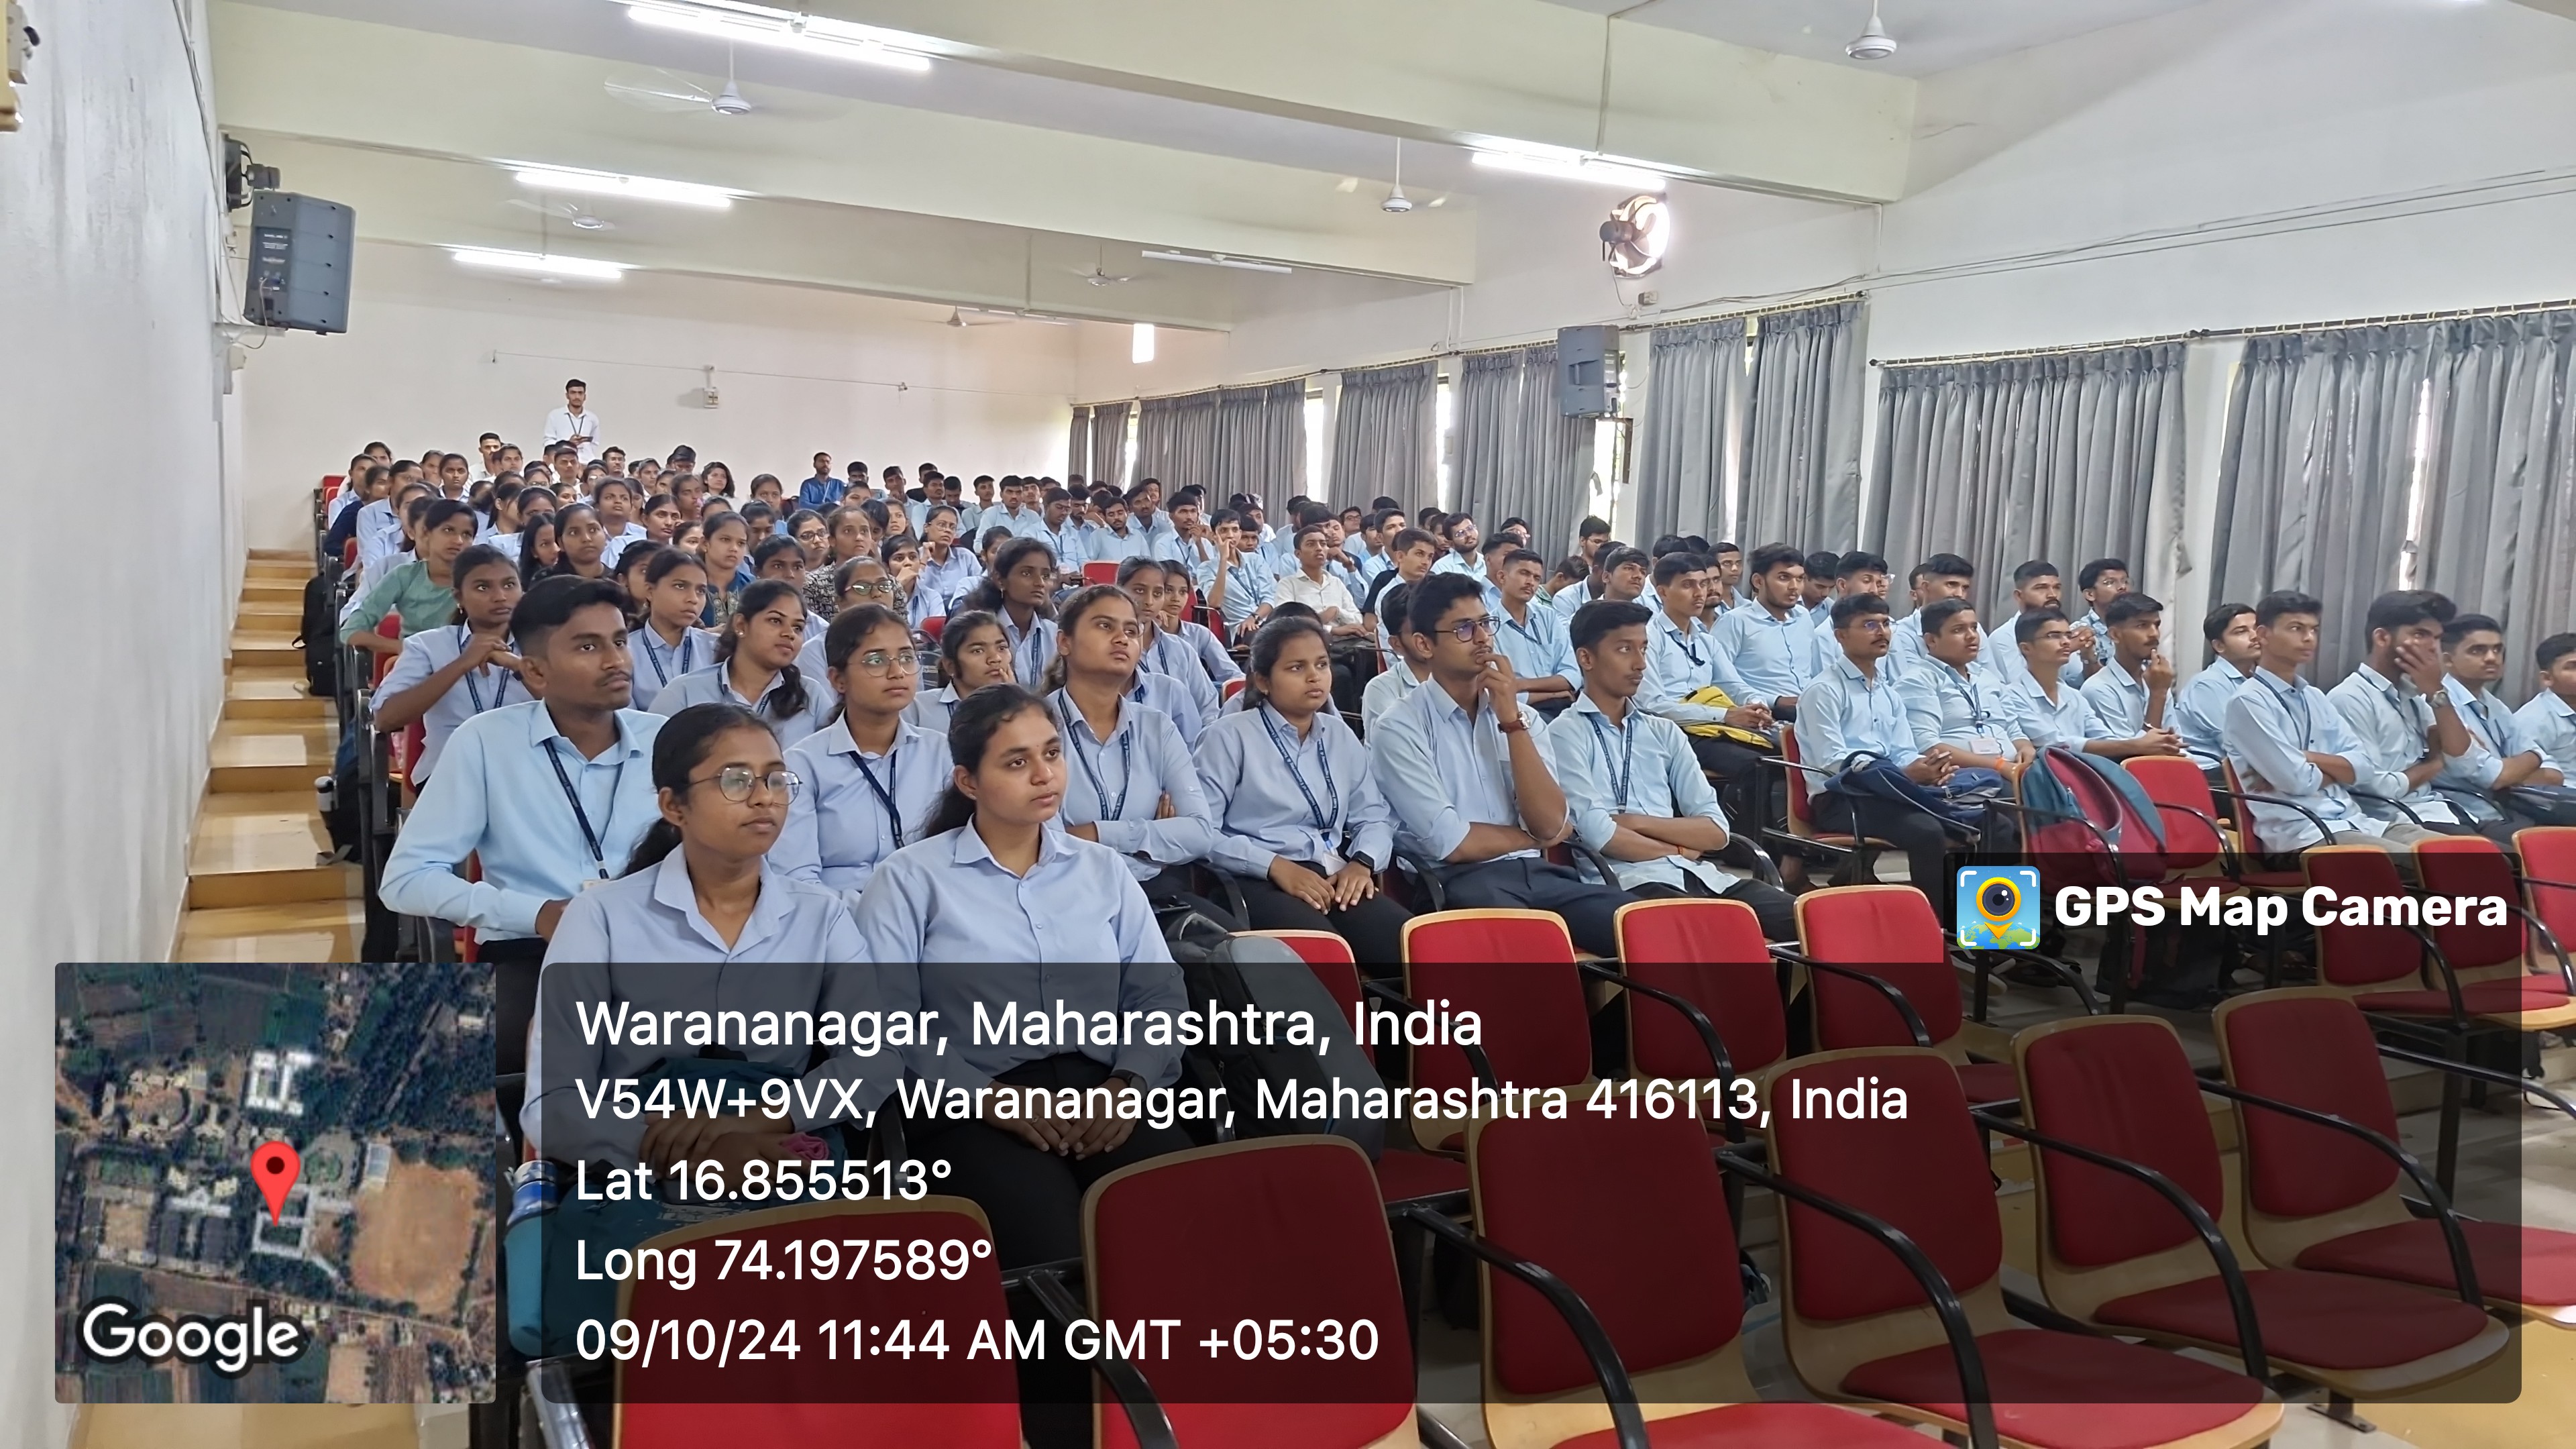 GPS Map Camera
Warananagar, Maharashtra, India
V54W+9VX, Warananagar, Maharashtra 416113, India
Lat 16.855513°
Long 74.197589°
09/10/24 11:44 AM GMT +05:30
Google